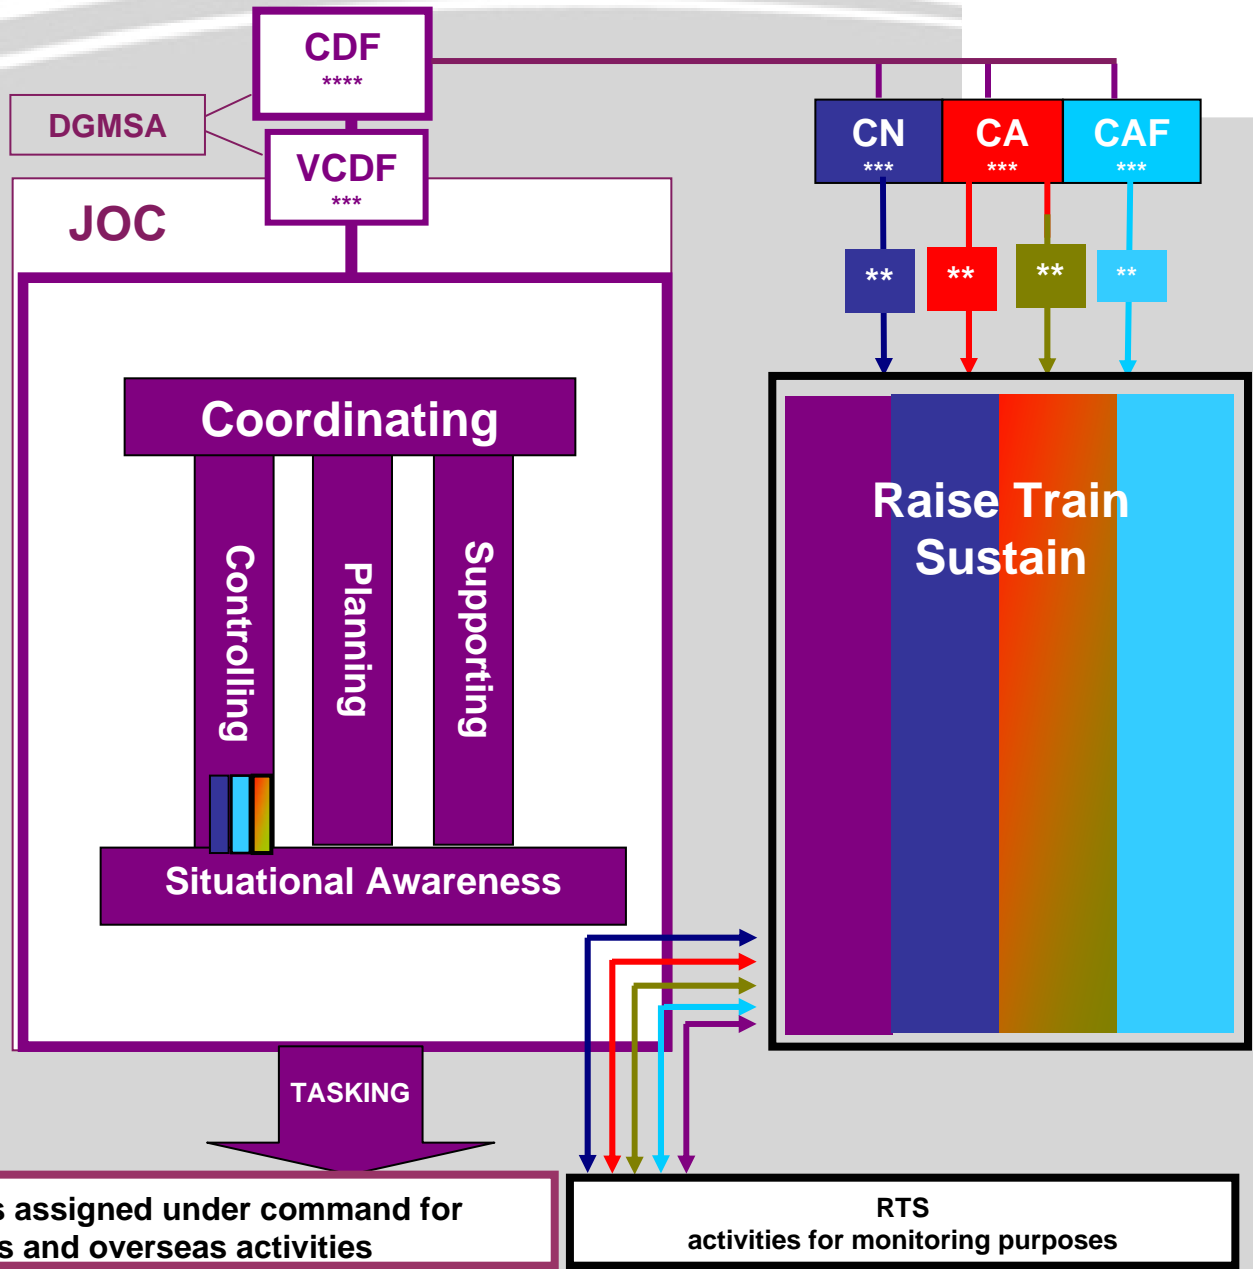 CDF
****
DGMSA
VCDF
***
JOC
CN
***
CA
***
CAF
***
**
**
**
**
Coordinating
Controlling
Planning
Supporting
Situational Awareness
Raise Train
Sustain
TASKING
assigned under command for
and overseas activities
RTS
activities for monitoring purposes